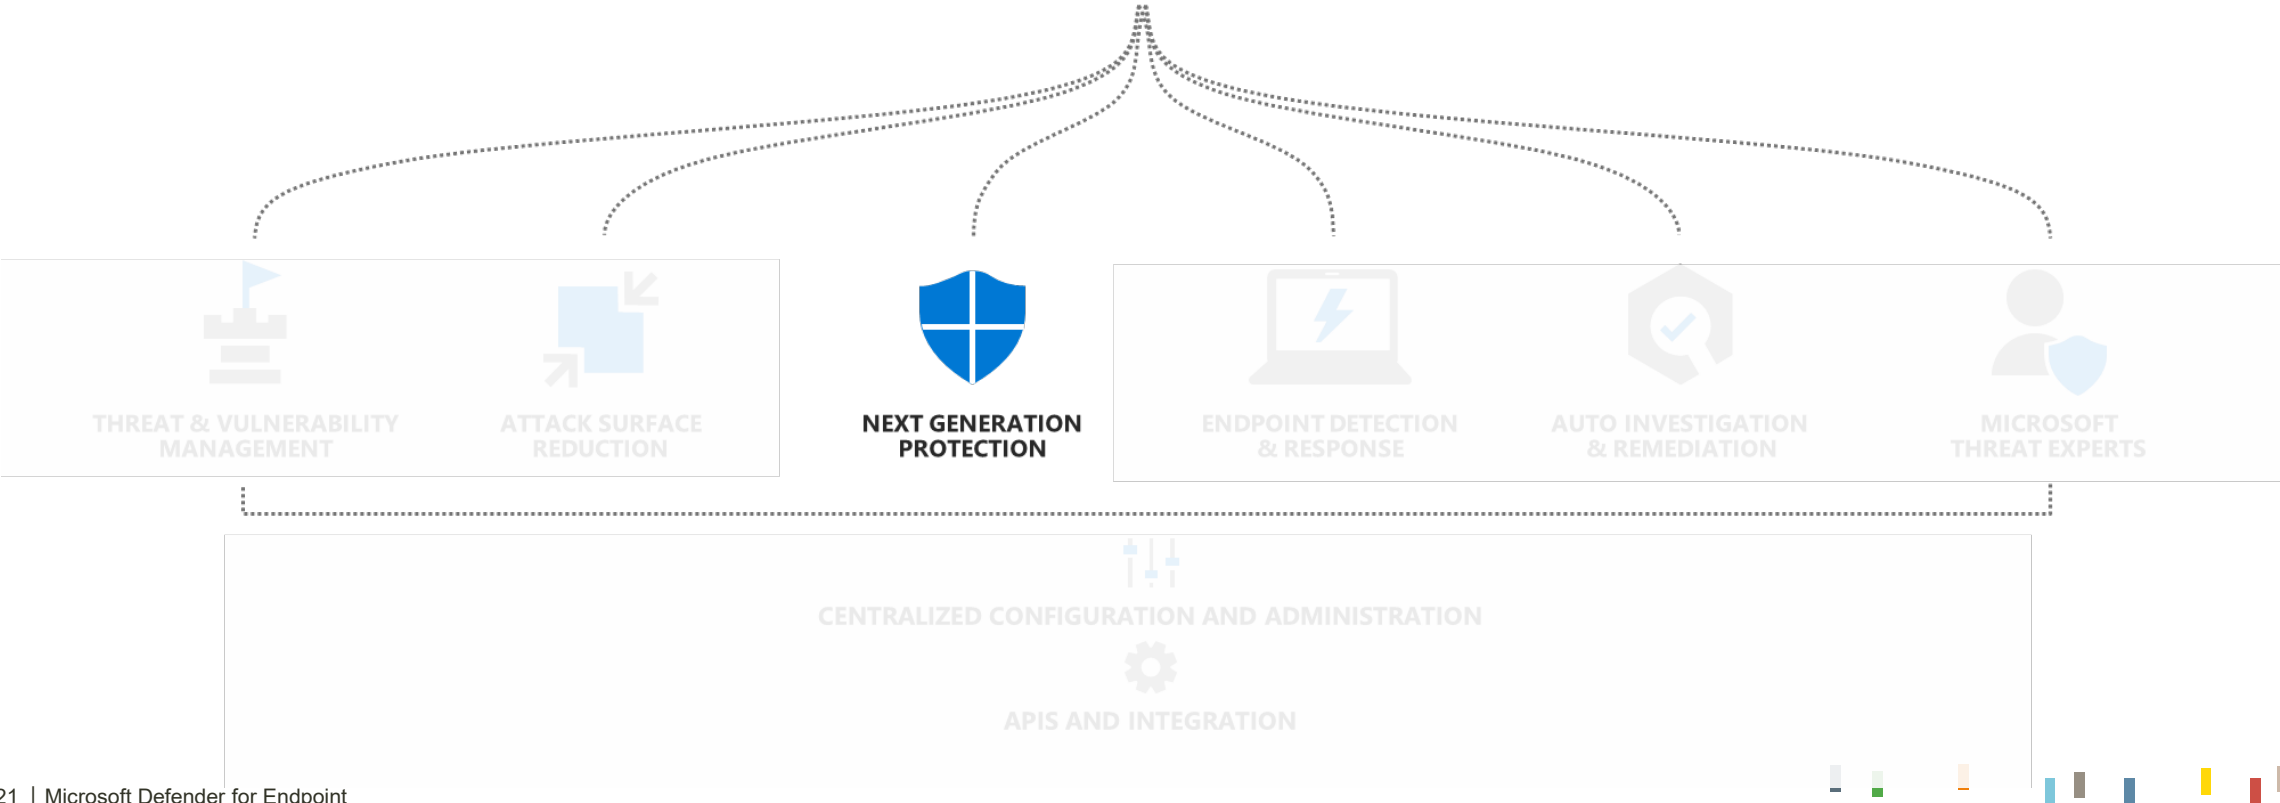 THREAT & VULNERABILITY
MANAGEMENT
ATTACK SURFACE
REDUCTION
NEXT GENERATION
PROTECTION
ENDPOINT DETECTION
& RESPONSE
AUTO INVESTIGATION
& REMEDIATION
MICROSOFT
THREAT EXPERTS
CENTRALIZED CONFIGURATION AND ADMINISTRATION
APIS AND INTEGRATION
21 | Microsoft Defender for Endpoint